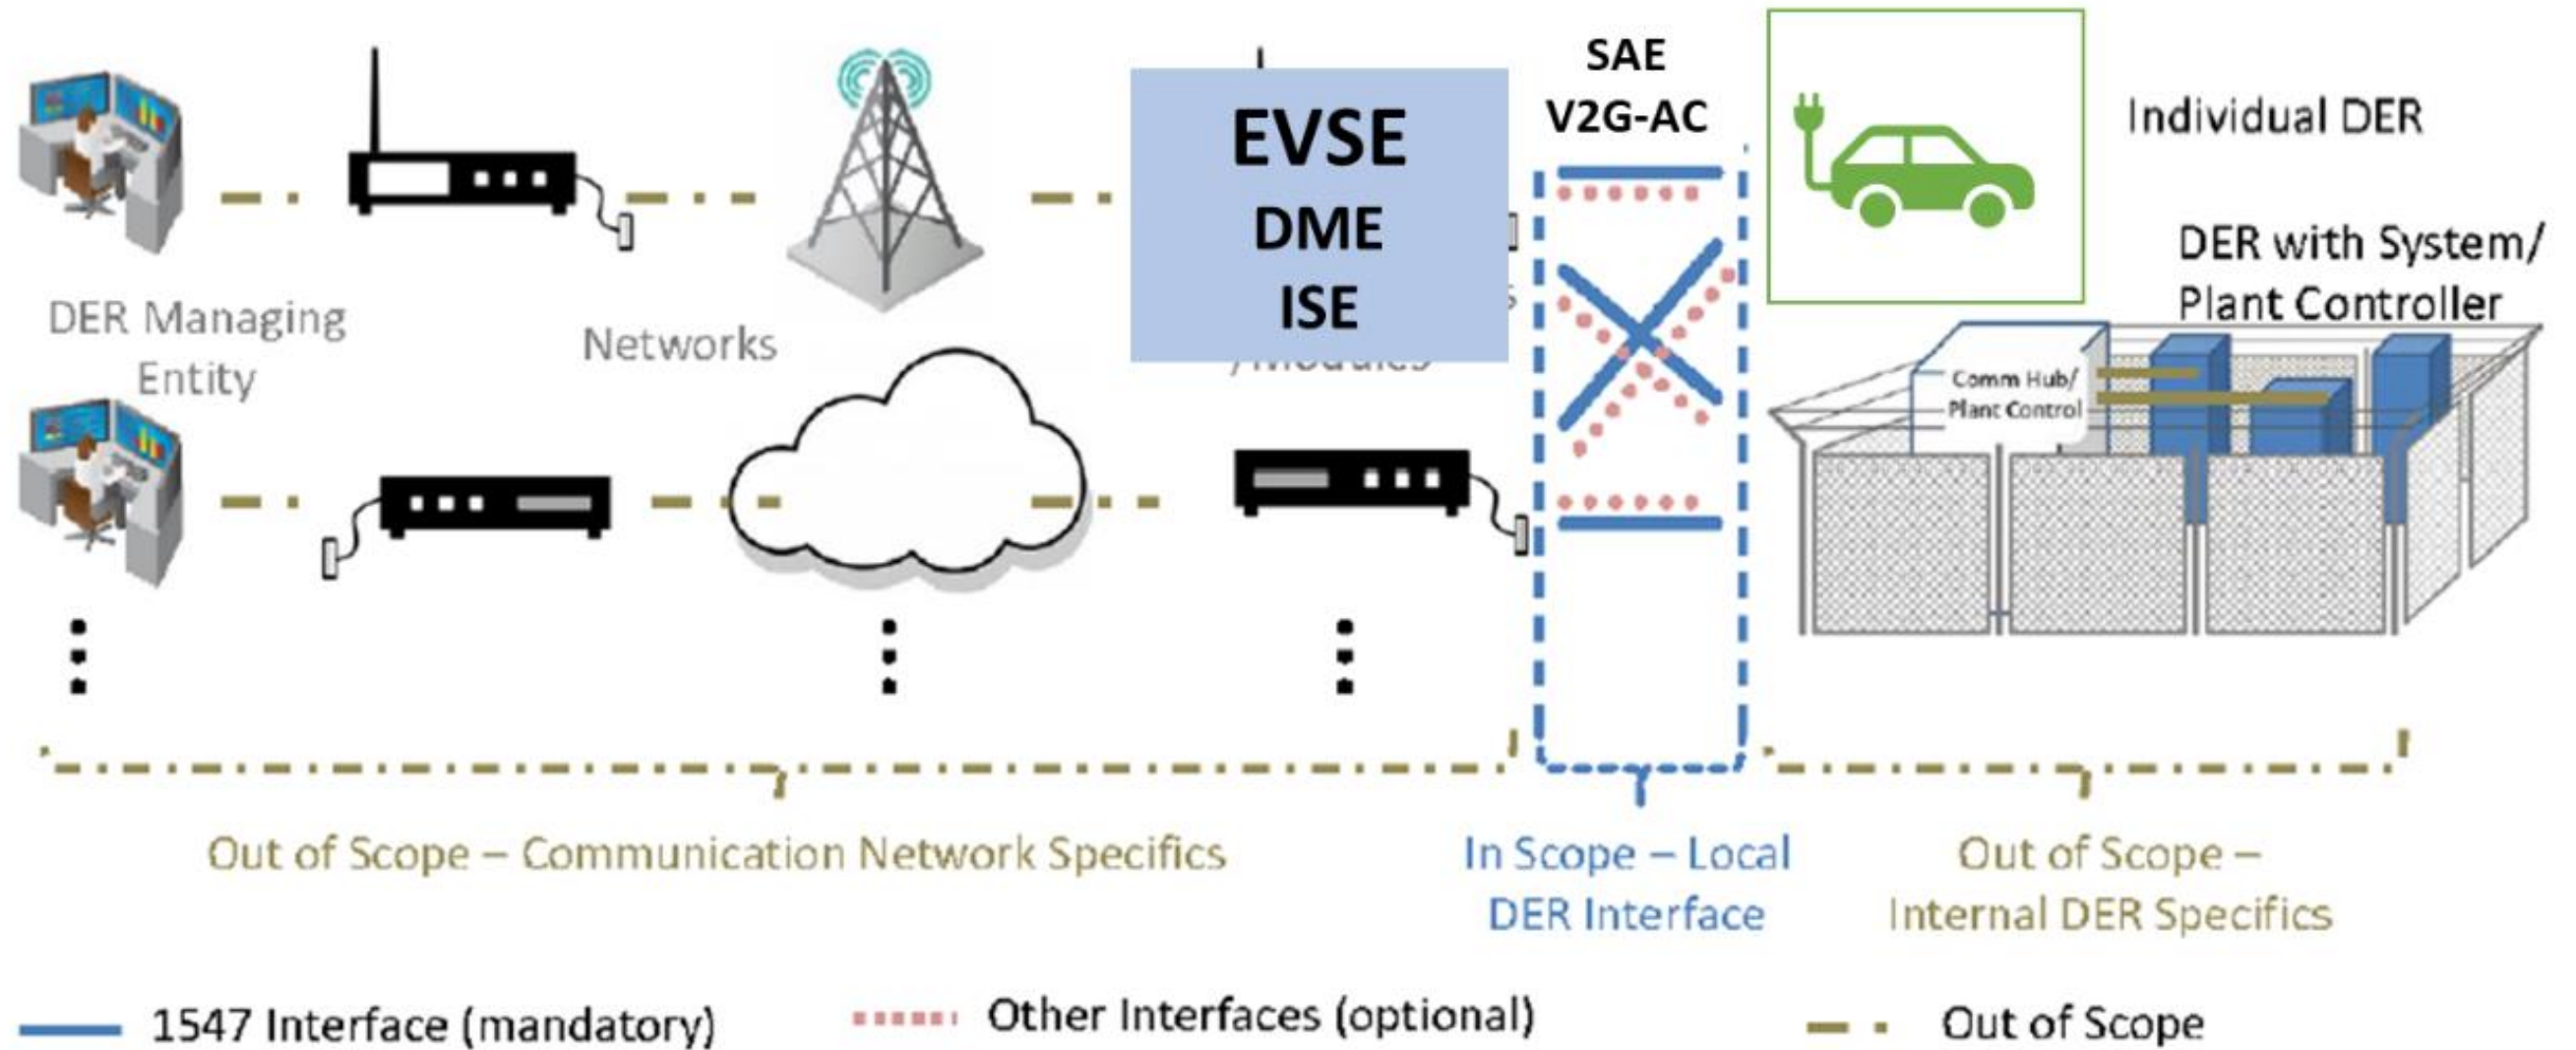 SAE
V2G-AC
EVSE
DME
ISE
Individual DER
DER with System/
Plant Controller
DER Managing
Entity
Networks
Comm Hub/
Plant Control
Out of Scope – Communication Network Specifics
In Scope – Local
DER Interface
Out of Scope –
Internal DER Specifics
1547 Interface (mandatory)
Other Interfaces (optional)
Out of Scope